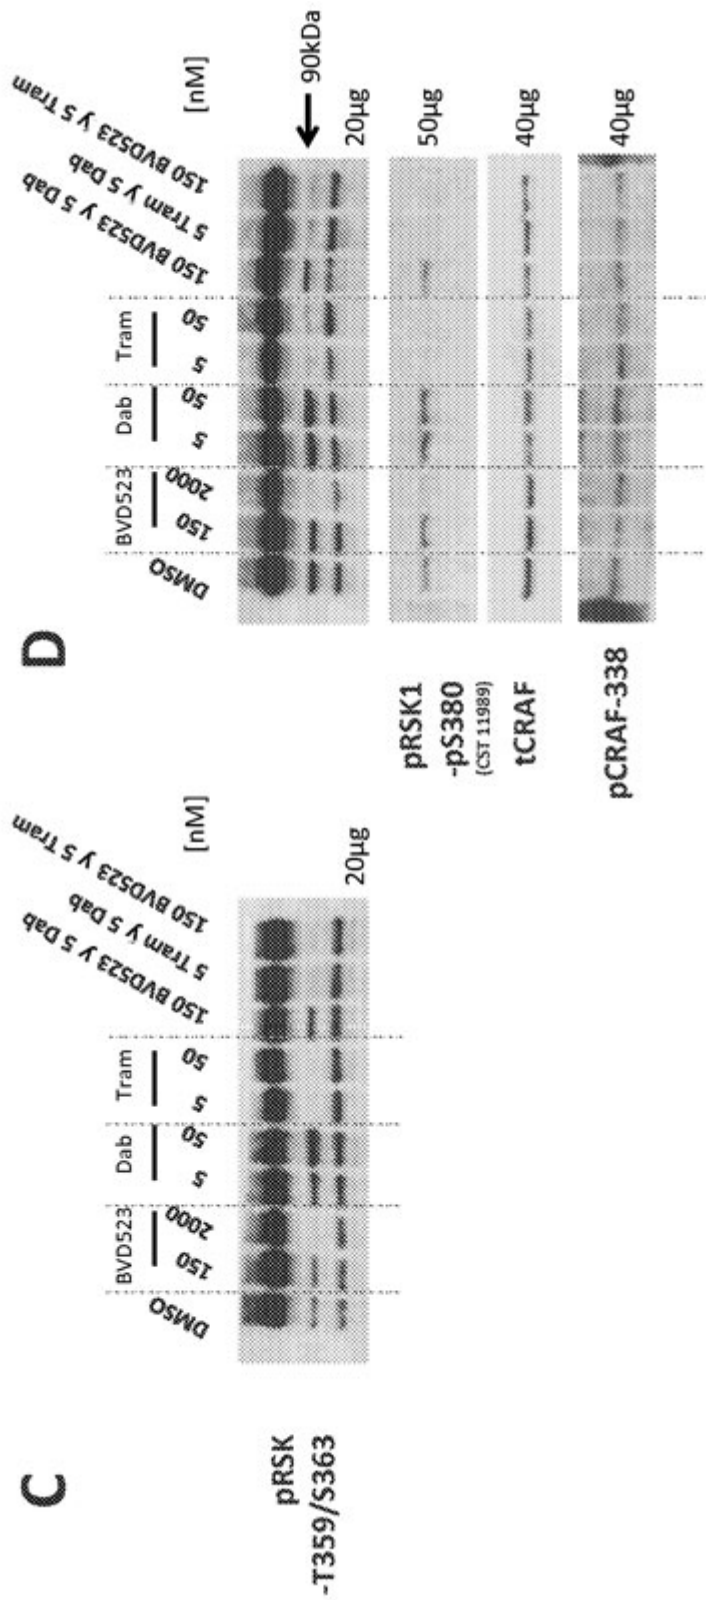 C
BVD523
Dab
Tram
DMSO
150
2000
5
50
5
50
150 BVD523 y 5 Dab
5 Tram y 5 Dab
150 BVD523 y 5 Tram
[nM]
pRSK
-T359/S363
20µg
D
BVD523
Dab
Tram
DMSO
150
2000
5
50
5
50
150 BVD523 y 5 Dab
5 Tram y 5 Dab
150 BVD523 y 5 Tram
[nM]
90kDa
20µg
pRSK1
-pS380
(CST 11989)
50µg
tCRAF
40µg
pCRAF-338
40µg